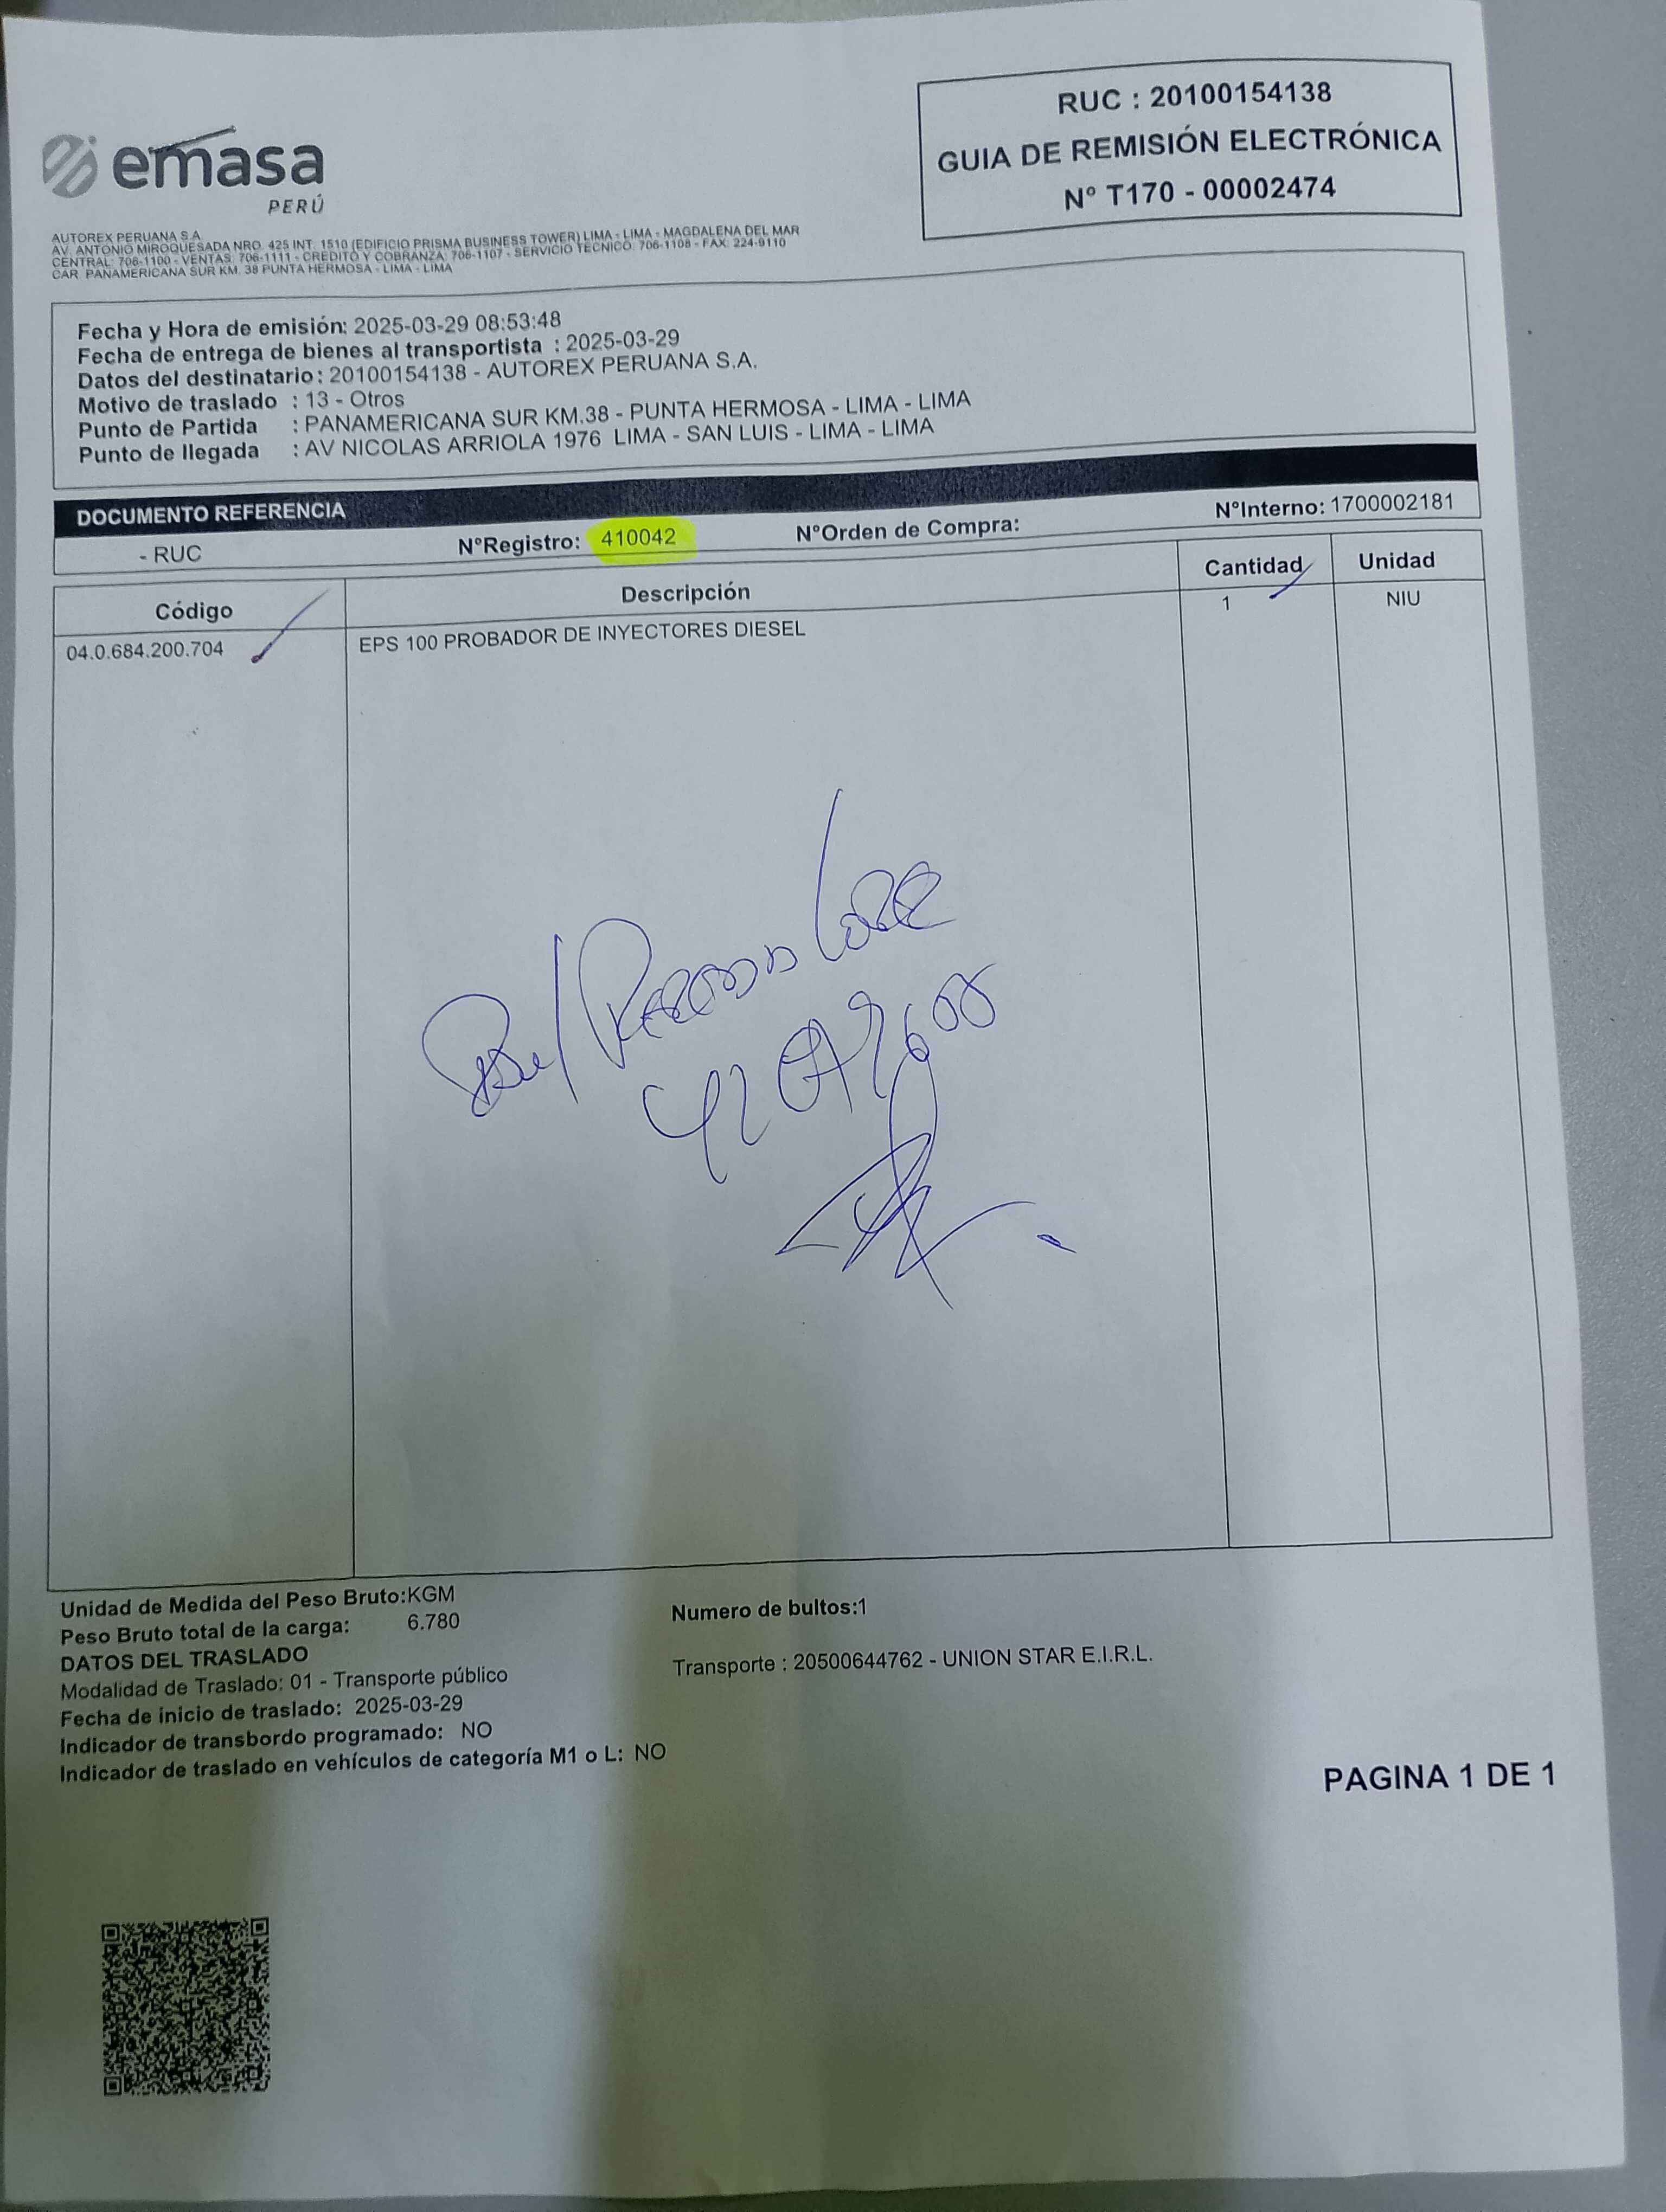 RUC : 20100154138
GUIA DE REMISIÓN ELECTRÓNICA
Nº T170 - 00002474
emasa
PERÚ
AUTOREX PERUANA S.A.
AV. ANTONIO MIROQUESADA NRO. 425 INT. 1510 (EDIFICIO PRISMA BUSINESS TOWER) LIMA - LIMA - MAGDALENA DEL MAR
CENTRAL: 706-1100 - VENTAS: 706-1111 - CREDITO Y COBRANZA: 706-1107 - SERVICIO TECNICO: 706-1108 - FAX: 224-9110
CAR. PANAMERICANA SUR KM. 38 PUNTA HERMOSA - LIMA - LIMA
Fecha y Hora de emisión: 2025-03-29 08:53:48
Fecha de entrega de bienes al transportista : 2025-03-29
Datos del destinatario: 20100154138 - AUTOREX PERUANA S.A.
Motivo de traslado : 13 - Otros
Punto de Partida : PANAMERICANA SUR KM.38 - PUNTA HERMOSA - LIMA - LIMA
Punto de llegada : AV NICOLAS ARRIOLA 1976 LIMA - SAN LUIS - LIMA - LIMA
DOCUMENTO REFERENCIA
- RUC NºRegistro: 410042 NºOrden de Compra: NºInterno: 1700002181
Código Descripción Cantidad Unidad
04.0.684.200.704 EPS 100 PROBADOR DE INYECTORES DIESEL 1 NIU
Unidad de Medida del Peso Bruto:KGM
Peso Bruto total de la carga: 6.780
Numero de bultos:1
DATOS DEL TRASLADO
Modalidad de Traslado: 01 - Transporte público
Transporte : 20500644762 - UNION STAR E.I.R.L.
Fecha de inicio de traslado: 2025-03-29
Indicador de transbordo programado: NO
Indicador de traslado en vehículos de categoría M1 o L: NO
PAGINA 1 DE 1